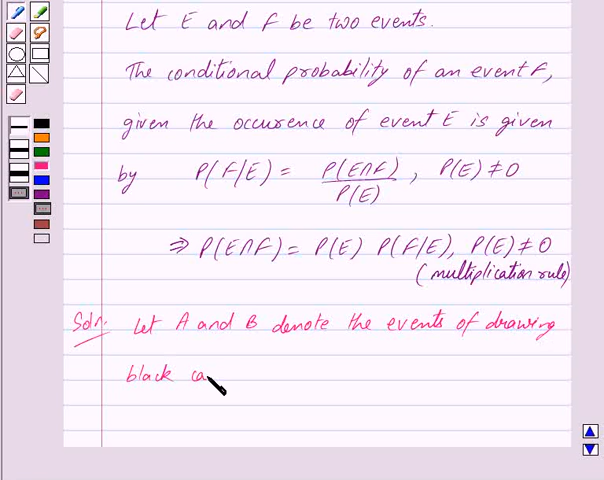 Let E and F be two events.
The conditional probability of an event F,
given the occurence of event E is given
by P(F/E) = P(E∩F)/P(E), P(E) ≠ 0
⇒ P(E∩F) = P(E) P(F/E), P(E) ≠ 0
(multiplication rule)
Soln. Let A and B denote the events of drawing
black ca